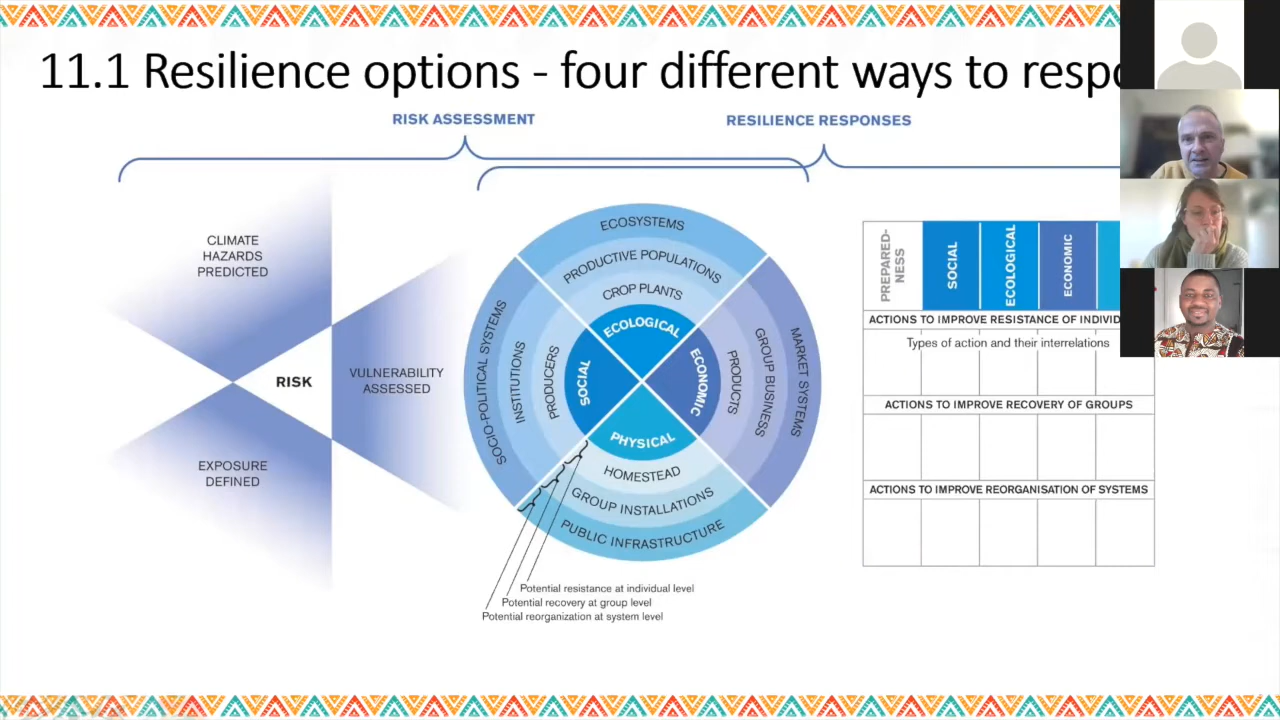 11.1 Resilience options - four different ways to
RISK ASSESSMENT
RESILIENCE RESPONSES
CLIMATE
HAZARDS
PREDICTED
RISK
VULNERABILITY
ASSESSED
EXPOSURE
DEFINED
ECOSYSTEMS
PRODUCTIVE POPULATIONS
CROP PLANTS
ECOLOGICAL
SOCIO-POLITICAL SYSTEMS
INSTITUTIONS
PRODUCERS
SOCIAL
ECONOMIC
PRODUCTS
GROUP BUSINESS
MARKET SYSTEMS
PHYSICAL
HOMESTEAD
GROUP INSTALLATIONS
PUBLIC INFRASTRUCTURE
Potential resistance at individual level
Potential recovery at group level
Potential reorganization at system level
PREPARED-
NESS
SOCIAL
ECOLOGICAL
ECONOMIC
ACTIONS TO IMPROVE RESISTANCE OF
Types of action and their interrelations
ACTIONS TO IMPROVE RECOVERY OF GROUPS
ACTIONS TO IMPROVE REORGANISATION OF SYSTEMS